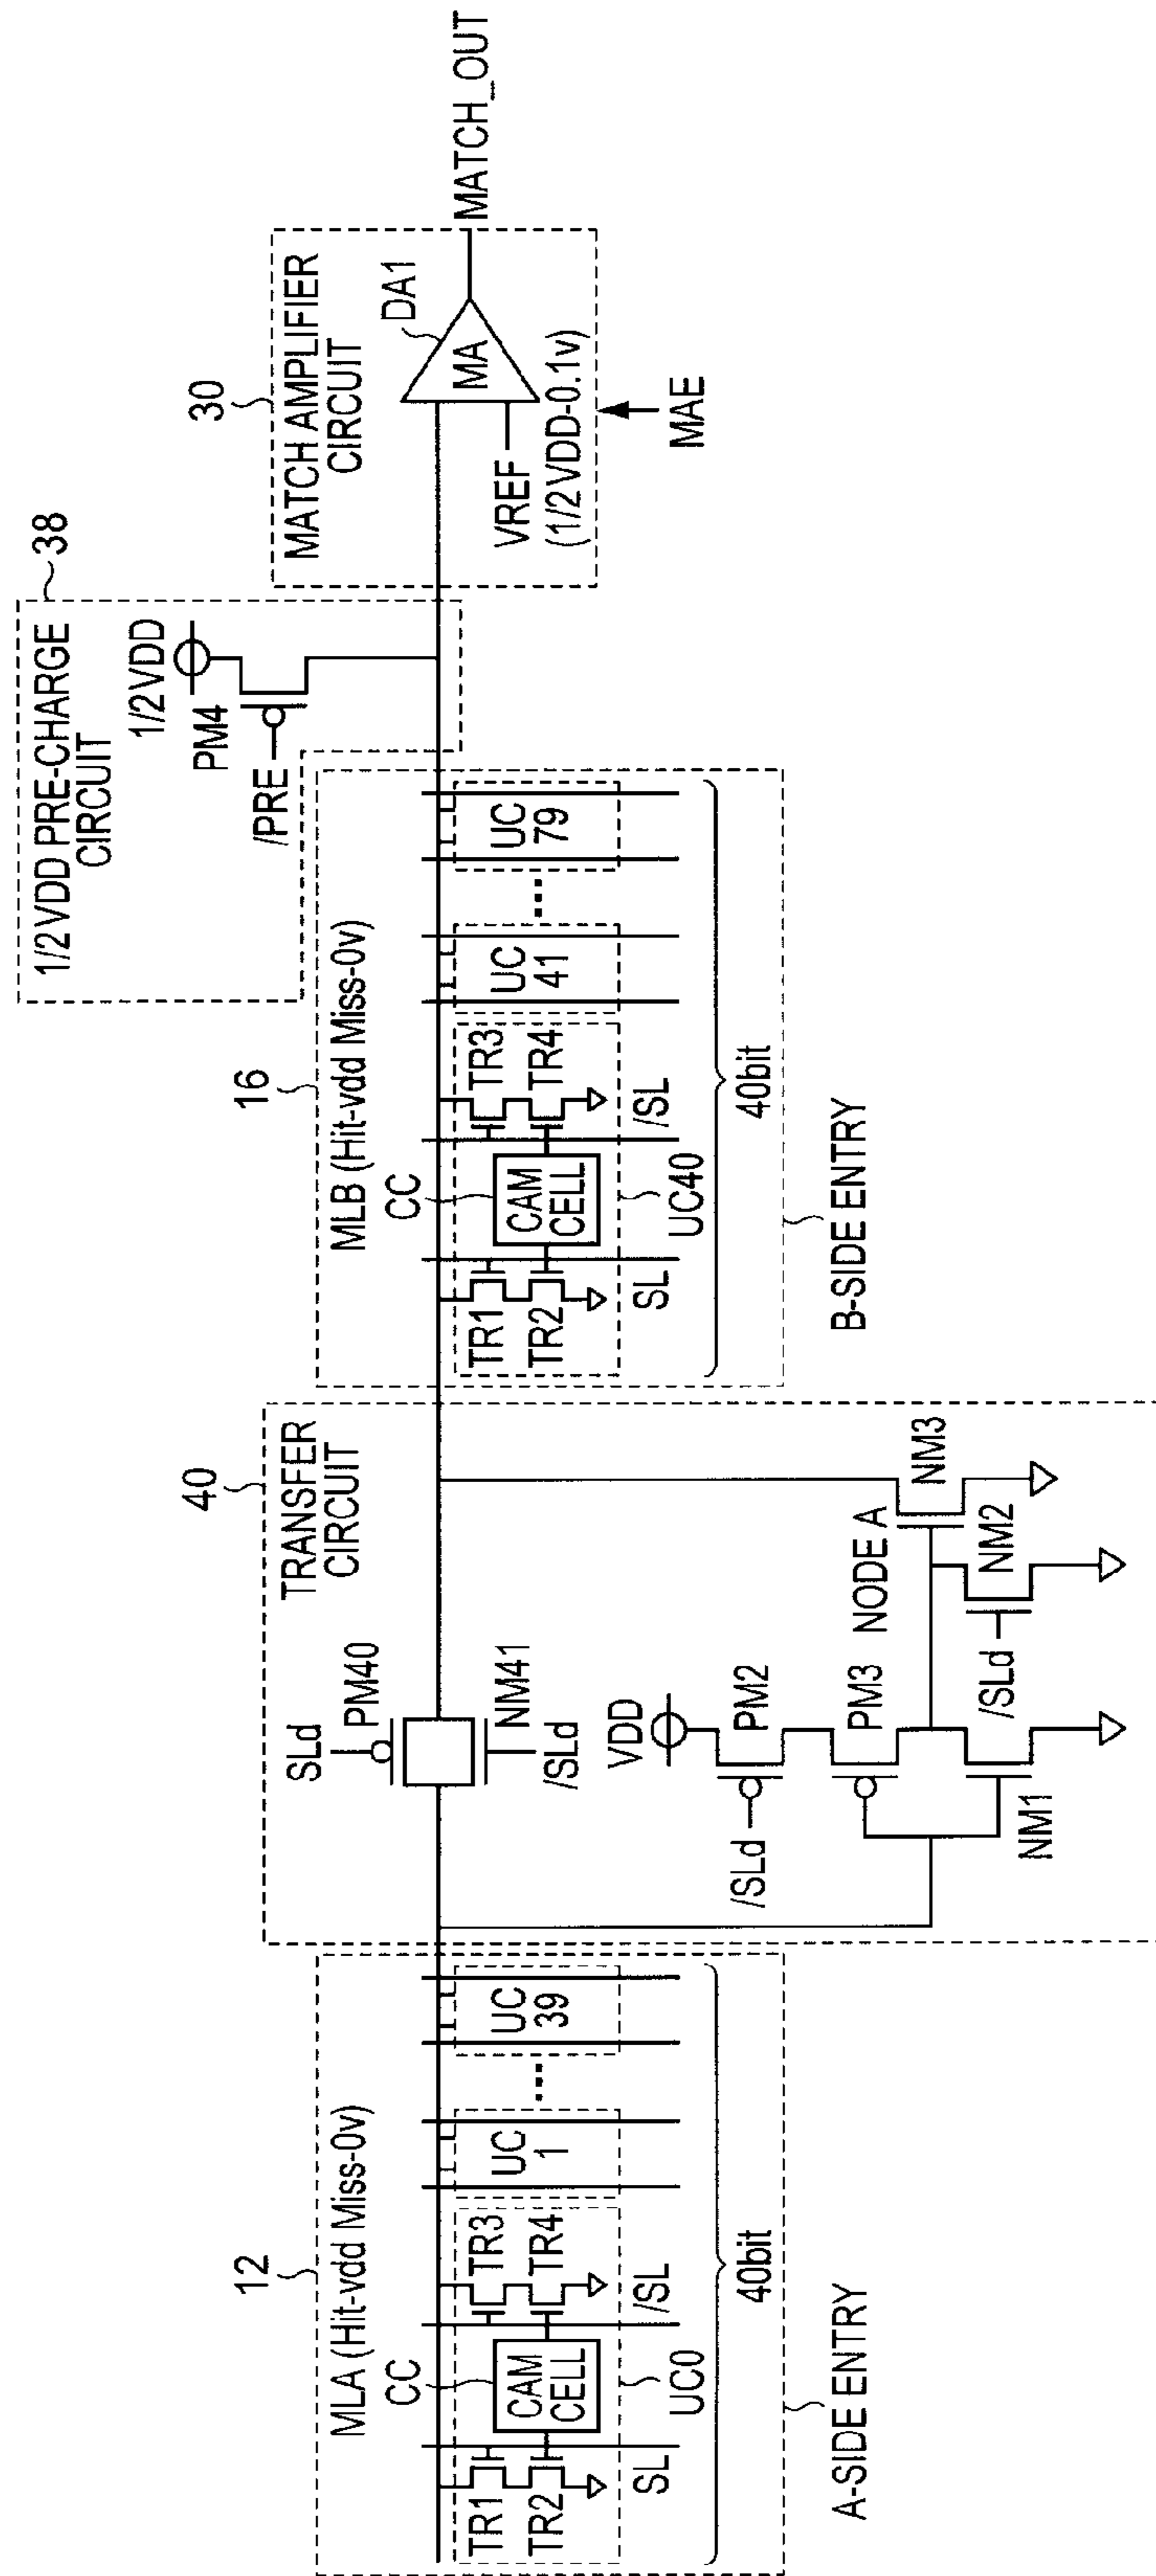 12
MLA (Hit-vdd Miss-0v)
CC
TR1
TR2
CAM
CELL
TR3
TR4
SL
/SL
UC0
UC
1
...
UC
39
40bit
A-SIDE ENTRY
40
TRANSFER
CIRCUIT
SLd
PM40
NM41
/SLd
VDD
PM2
/SLd
PM3
NM1
NODE A
/SLd
NM2
NM3
16
MLB (Hit-vdd Miss-0v)
CC
TR1
TR2
CAM
CELL
TR3
TR4
SL
/SL
UC40
UC
41
...
UC
79
40bit
B-SIDE ENTRY
38
1/2VDD PRE-CHARGE
CIRCUIT
1/2VDD
PM4
/PRE
30
MATCH AMPLIFIER
CIRCUIT
DA1
MA
VREF
(1/2VDD-0.1v)
MAE
MATCH_OUT